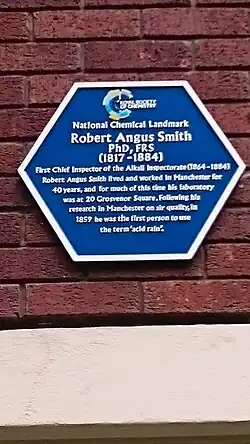 ROYAL SOCIETY
OF CHEMISTRY
National Chemical Landmark
Robert Angus Smith
PhD, FRS
(1817-1884)
First Chief Inspector of the Alkali Inspectorate (1864-1884)
Robert Angus Smith lived and worked in Manchester for
40 years, and for much of this time his laboratory
was at 20 Grosvenor Square. Following his
research in Manchester on air quality, in
1859 he was the first person to use
the term "acid rain".